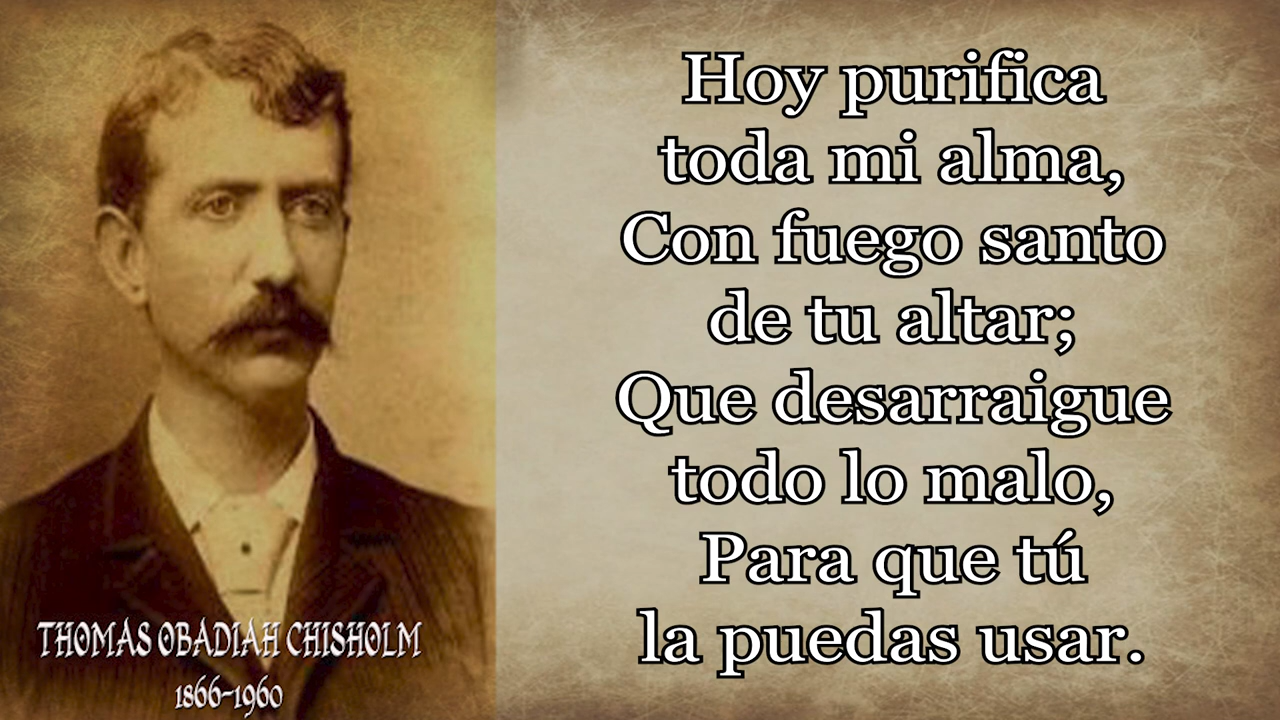 Hoy purifica
toda mi alma,
Con fuego santo
de tu altar;
Que desarraigue
todo lo malo,
Para que tú
la puedas usar.
THOMAS OBADIAH CHISHOLM
1866-1960